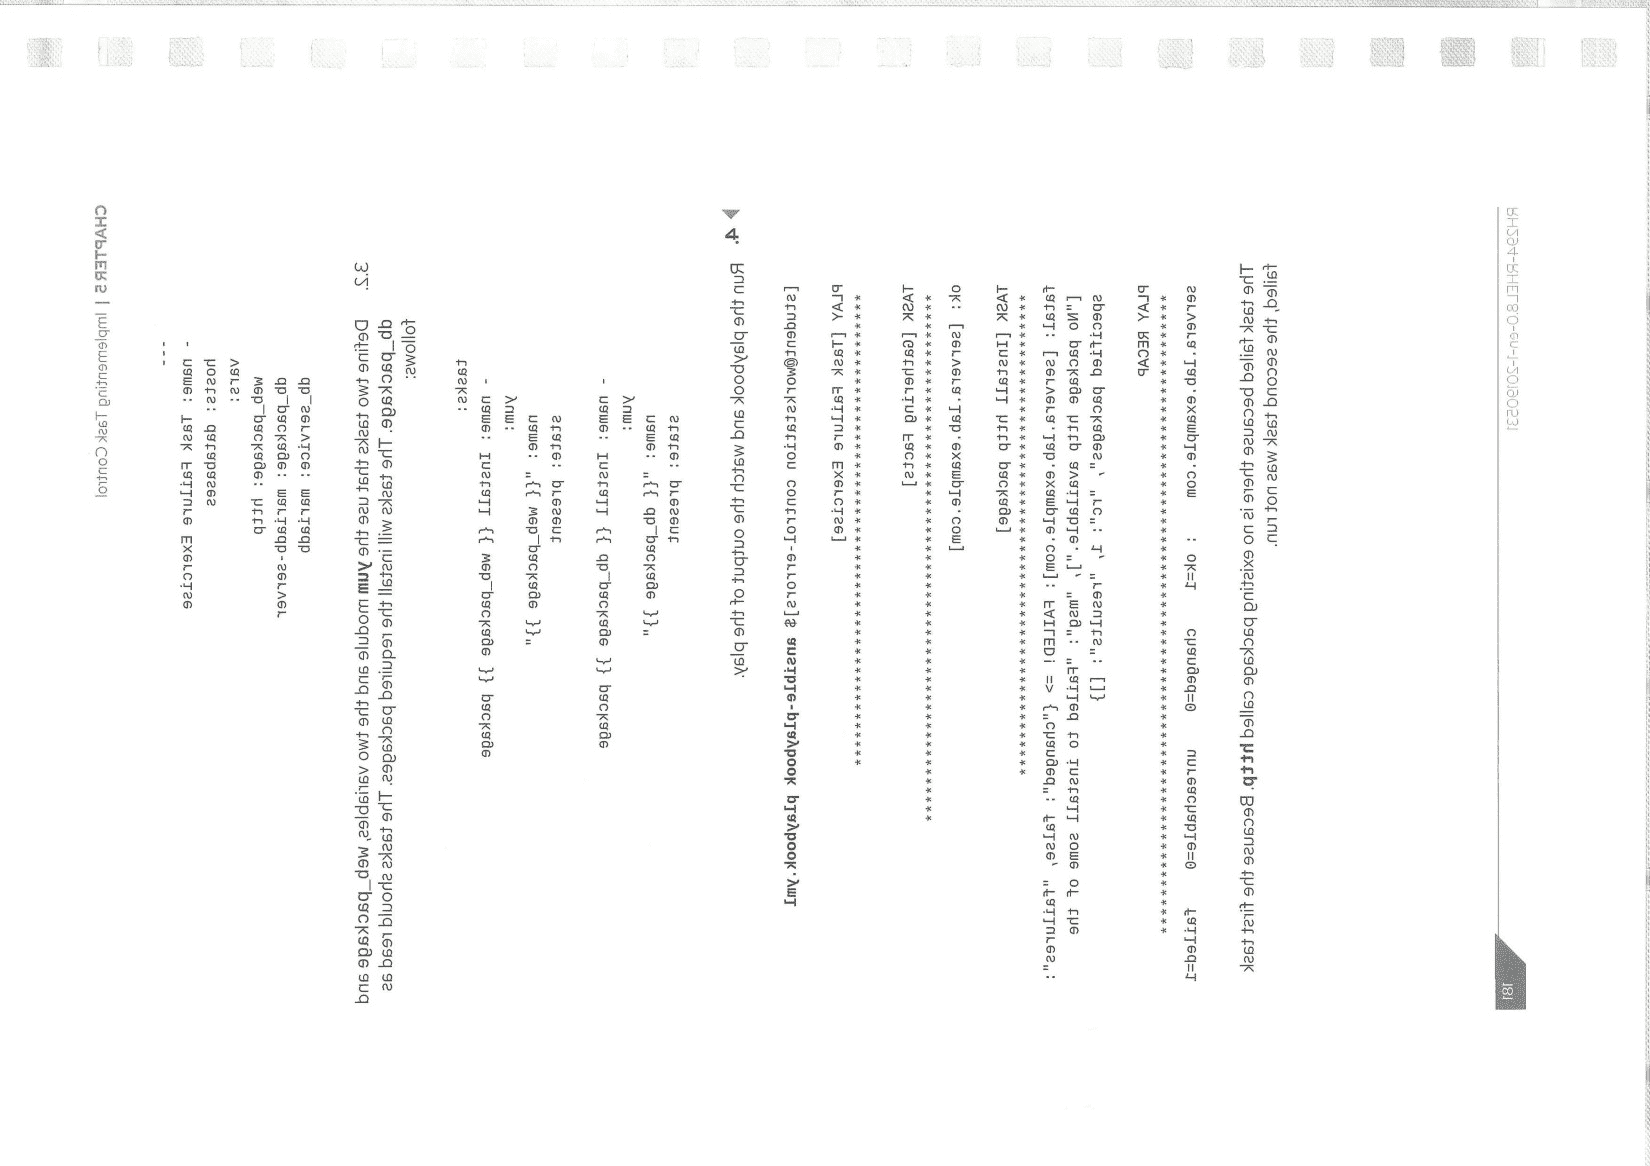 CHAPTER 5 | Implementing Task Control
---
- name: Task Failure Exercise
hosts: databases
vars:
web_package: http
db_package: mariadb-server
db_service: mariadb
3.2. Define two tasks that use the yum module and the two variables, web_package and
db_package. The tasks will install the required packages. The tasks should read as
follows:
tasks:
- name: Install {{ web_package }} package
yum:
name: "{{ web_package }}"
state: present
- name: Install {{ db_package }} package
yum:
name: "{{ db_package }}"
state: present
4. Run the playbook and watch the output of the play.
[student@workstation control-errors]$ ansible-playbook playbook.yml
PLAY [Task Failure Exercise]
****************************************************
TASK [Gathering Facts]
**********************************************************
ok: [servera.lab.example.com]
TASK [Install http package]
*****************************************************
fatal: [servera.lab.example.com]: FAILED! => {"changed": false, "failures":
["No package http available."], "msg": "Failed to install some of the
specified packages", "rc": 1, "results": []}
PLAY RECAP
***********************************************************************
servera.lab.example.com : ok=1 changed=0 unreachable=0 failed=1
The task failed because there is no existing package called http. Because the first task
failed, the second task was not run.
RH294-RHEL8.0-en-1-20190531
181